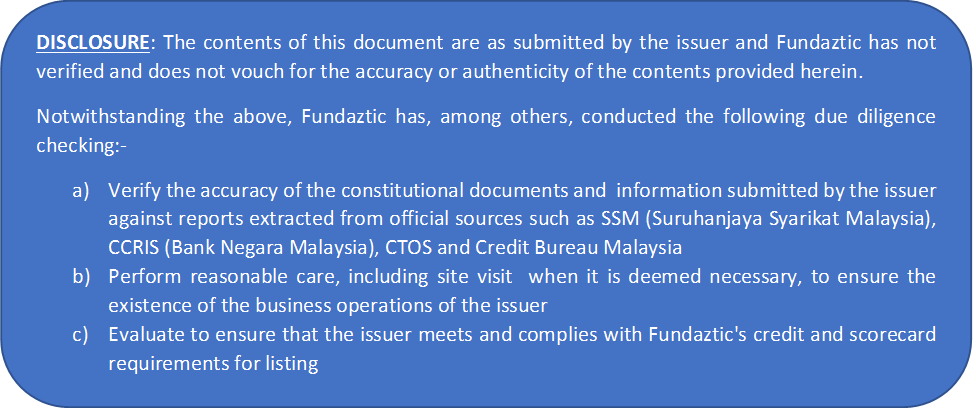 DISCLOSURE: The contents of this document are as submitted by the issuer and Fundaztic has not
verified and does not vouch for the accuracy or authenticity of the contents provided herein.
Notwithstanding the above, Fundaztic has, among others, conducted the following due diligence
checking:-
a) Verify the accuracy of the constitutional documents and information submitted by the issuer
against reports extracted from official sources such as SSM (Suruhanjaya Syarikat Malaysia),
CCRIS (Bank Negara Malaysia), CTOS and Credit Bureau Malaysia
b) Perform reasonable care, including site visit when it is deemed necessary, to ensure the
existence of the business operations of the issuer
c) Evaluate to ensure that the issuer meets and complies with Fundaztic's credit and scorecard
requirements for listing